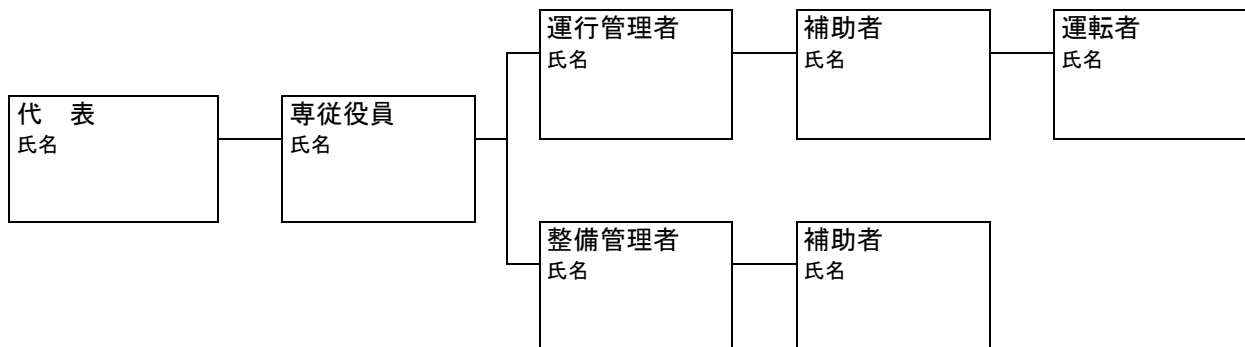 運行管理者
氏名
補助者
氏名
運転者
氏名
代　表
氏名
専従役員
氏名
整備管理者
氏名
補助者
氏名